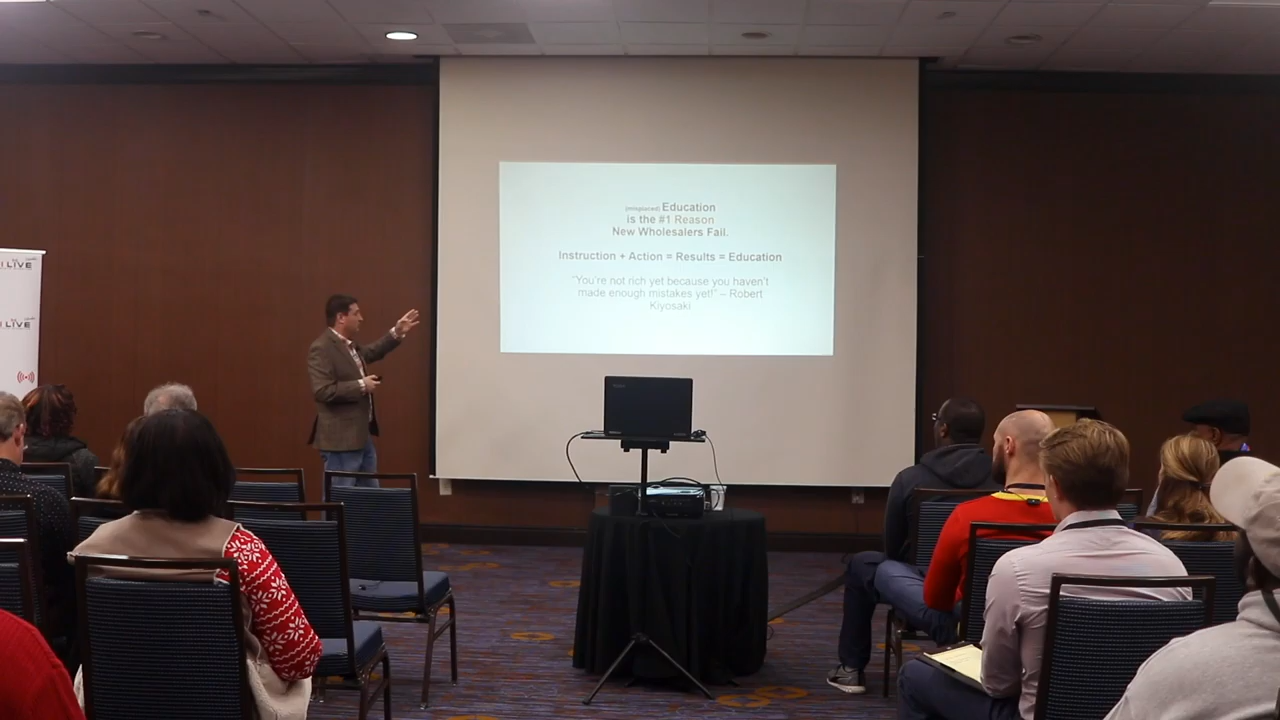 (misplaced) Education
is the #1 Reason
New Wholesalers Fail.
Instruction + Action = Results = Education
"You're not rich yet because you haven't
made enough mistakes yet!" – Robert
Kiyosaki
I LIVE
I LIVE